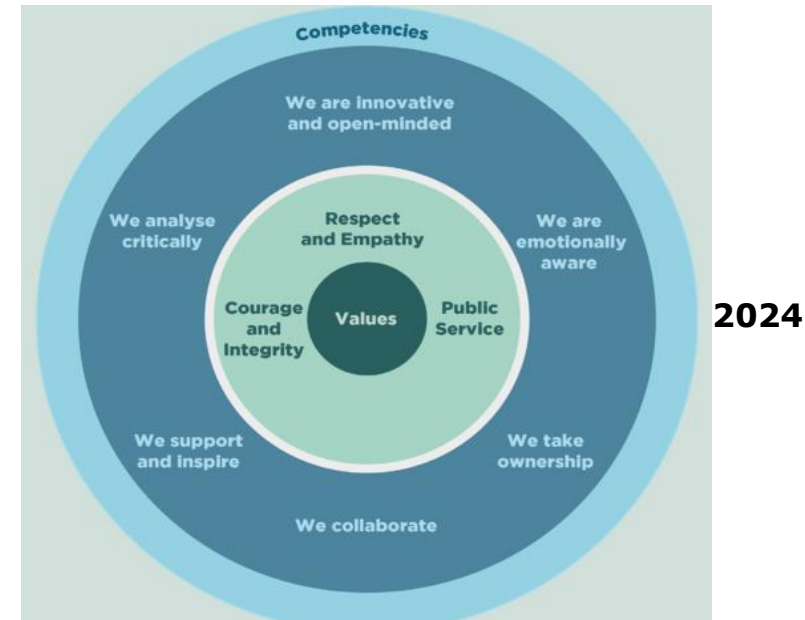 Competencies
We are innovative
and open-minded
We analyse
critically
Respect
and Empathy
We are
emotionally
aware
Courage
and
Integrity
Values
Public
Service
2024
We support
and inspire
We take
ownership
We collaborate